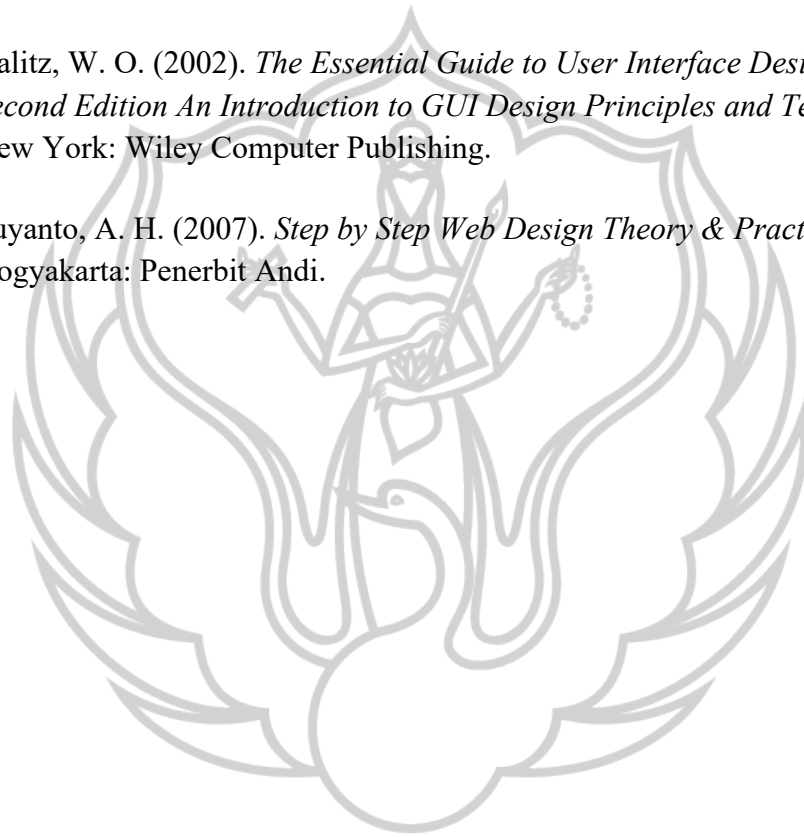 alitz, W. O. (2002). The Essential Guide to User Interface Desi
econd Edition An Introduction to GUI Design Principles and Te
ew York: Wiley Computer Publishing.
uyanto, A. H. (2007). Step by Step Web Design Theory & Pract
ogyakarta: Penerbit Andi.